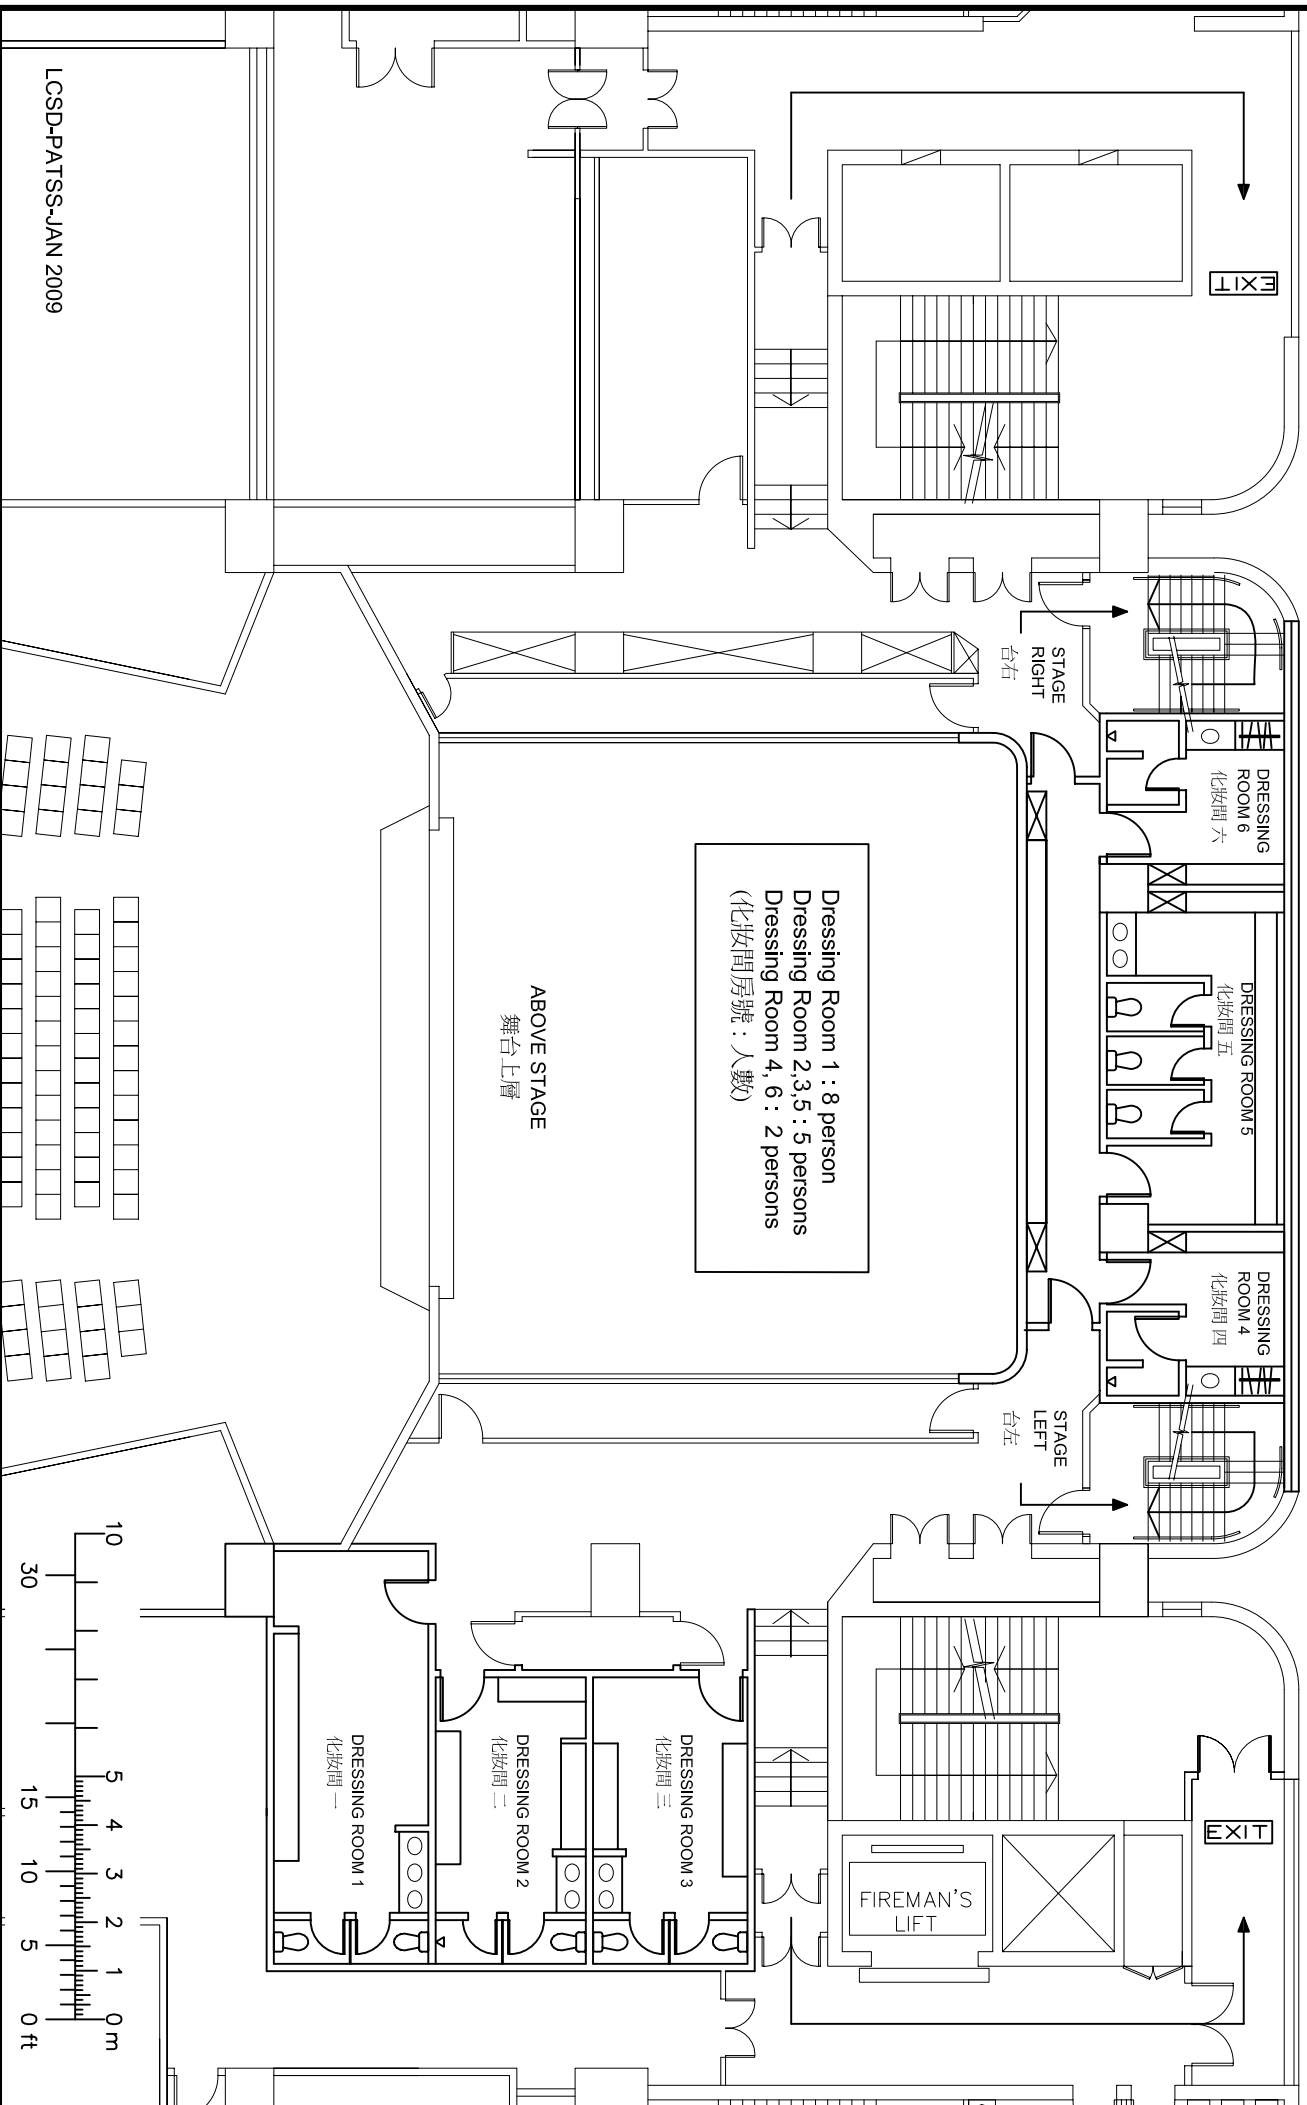 LCSD-PATSS-JAN 2009
EXIT
STAGE
RIGHT
台右
DRESSING
ROOM 6
化妝間 六
DRESSING ROOM 5
化妝間 五
DRESSING
ROOM 4
化妝間 四
Dressing Room 1 : 8 person
Dressing Room 2,3,5 : 5 persons
Dressing Room 4, 6 : 2 persons
(化妝間房號 : 人數)
ABOVE STAGE
舞台上層
STAGE
LEFT
台左
DRESSING ROOM 3
化妝間 三
DRESSING ROOM 2
化妝間 二
DRESSING ROOM 1
化妝間 一
EXIT
FIREMAN'S
LIFT
10 5 4 3 2 1 0 m
30 15 10 5 0 ft